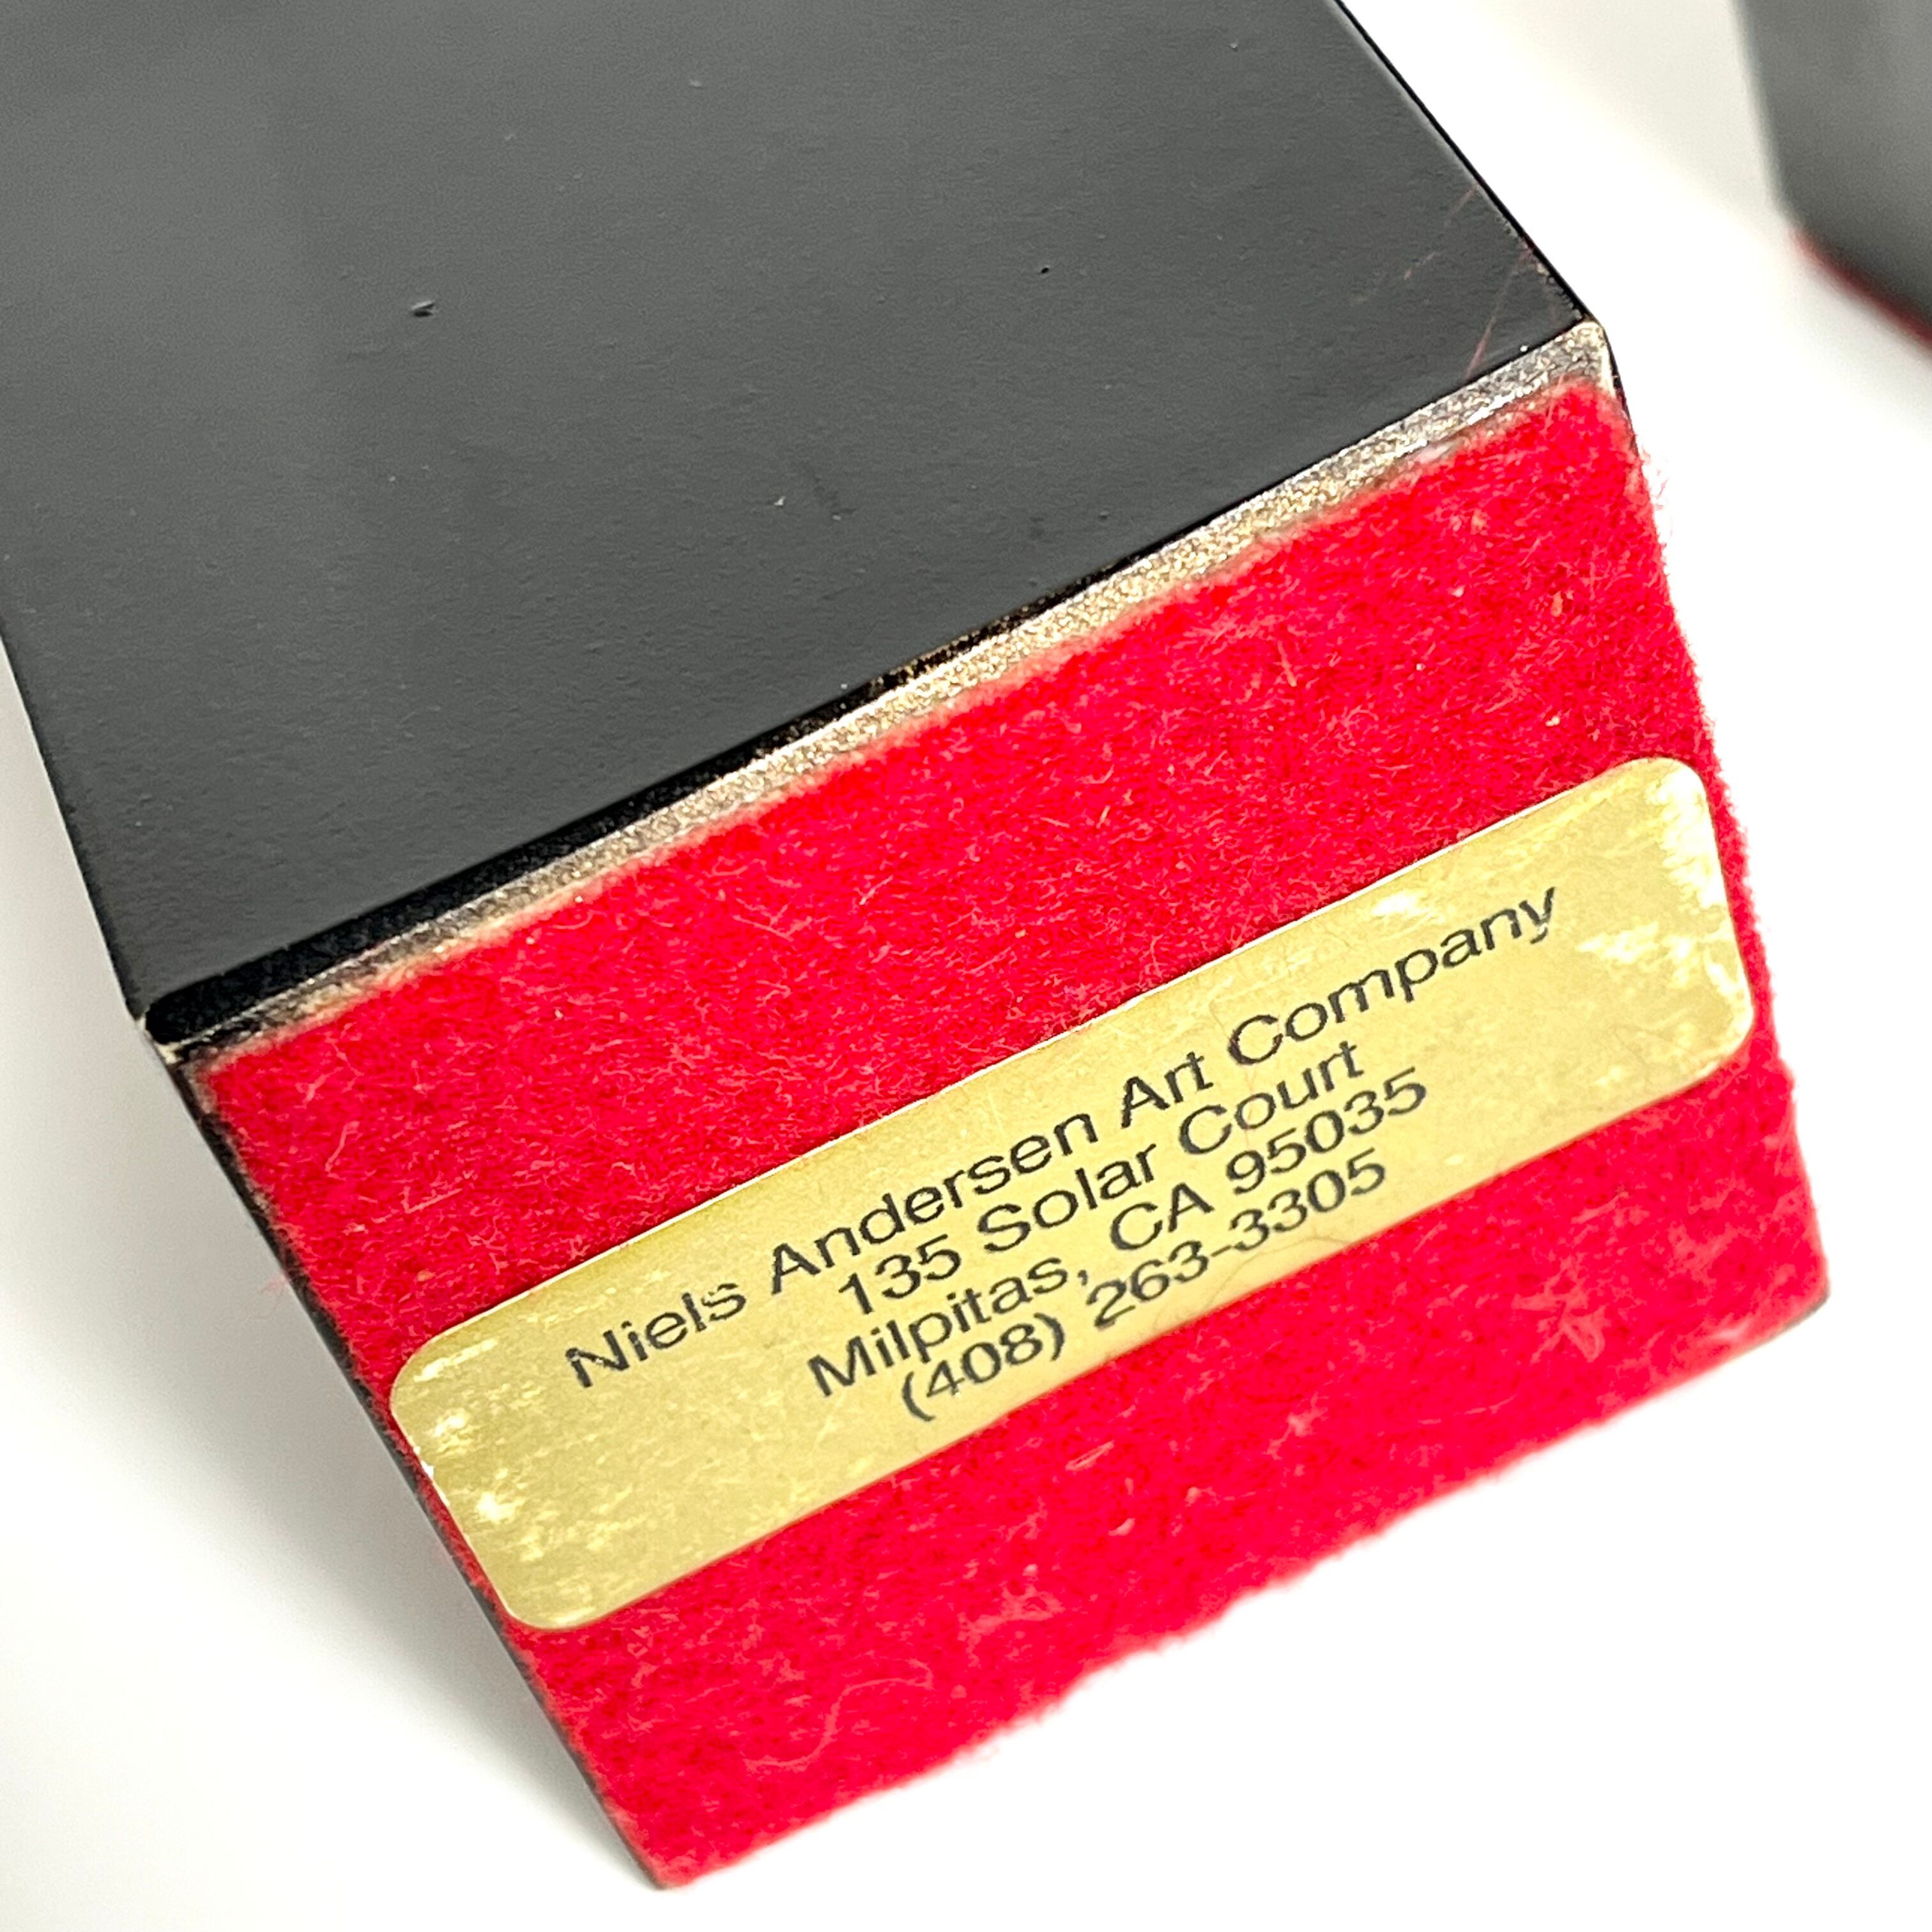 Niels Andersen Art Company
135 Solar Court
Milpitas, CA 95035
(408) 263-3305